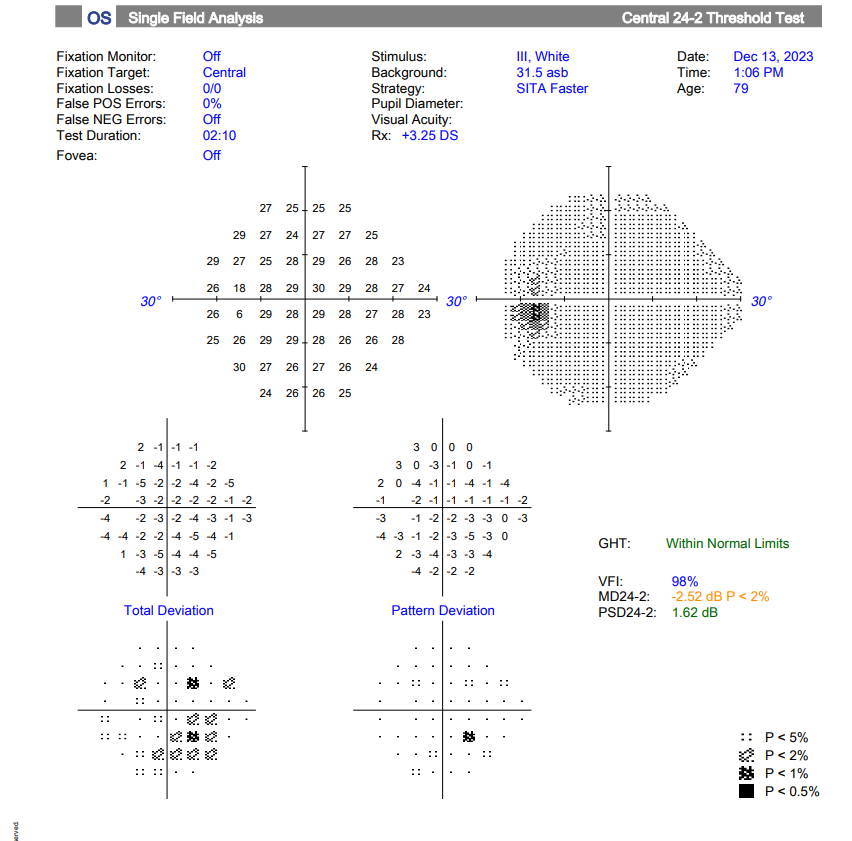 OS Single Field Analysis Central 24-2 Threshold Test
Fixation Monitor: Off Stimulus: III, White Date: Dec 13, 2023
Fixation Target: Central Background: 31.5 asb Time: 1:06 PM
Fixation Losses: 0/0 Strategy: SITA Faster Age: 79
False POS Errors: 0% Pupil Diameter:
False NEG Errors: Off Visual Acuity:
Test Duration: 02:10 Rx: +3.25 DS
Fovea: Off
27 25 25 25
29 27 24 27 27 25
29 27 25 28 29 26 28 23
26 18 28 29 30 29 28 27 24
30° 30° 30°
26 6 29 28 29 28 27 28 23
25 26 29 29 28 26 26 28
30 27 26 27 26 24
24 26 26 25
2 -1 -1 -1 3 0 0 0
2 -1 -4 -1 -1 -2 3 0 -3 -1 0 -1
1 -1 -5 -2 -2 -4 -2 -5 2 0 -4 -1 -1 -4 -1 -4
-2 -3 -2 -2 -2 -2 -1 -2 -1 -2 -1 -1 -1 -1 -1 -2
-4 -2 -3 -2 -4 -3 -1 -3 -3 -1 -2 -2 -3 -3 0 -3
-4 -4 -2 -2 -4 -5 -4 -1 -4 -3 -1 -2 -3 -5 -3 0
1 -3 -5 -4 -4 -5 2 -3 -4 -3 -3 -4
-4 -3 -3 -3 -4 -2 -2 -2
GHT: Within Normal Limits
VFI: 98%
MD24-2: -2.52 dB P < 2%
PSD24-2: 1.62 dB
Total Deviation Pattern Deviation
P < 5%
P < 2%
P < 1%
P < 0.5%
erved.